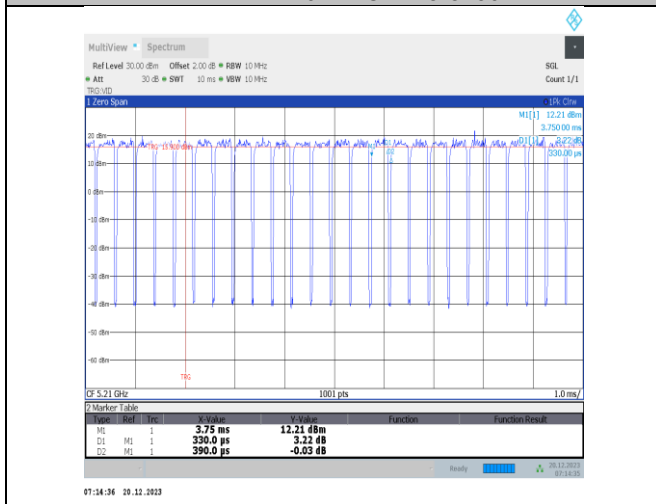 MultiView Spectrum
Ref Level 30.00 dBm Offset 2.00 dB RBW 10 MHz SGL
Att 30 dB SWT 10 ms VBW 10 MHz Count 1/1
TRG:VID
1 Zero Span 1Pk Clrw
M1[1] 12.21 dBm
3.75000 ms
20 dBm
D1[1] 3.22 dB
330.00 µs
10 dBm
0 dBm
-10 dBm
-20 dBm
-30 dBm
-40 dBm
-50 dBm
-60 dBm
TRG
CF 5.21 GHz 1001 pts 1.0 ms/
2 Marker Table
Type Ref Trc X-Value Y-Value Function Function Result
M1 1 3.75 ms 12.21 dBm
D1 M1 1 330.0 µs 3.22 dB
D2 M1 1 390.0 µs -0.03 dB
Ready 20.12.2023
07:14:35
07:14:36 20.12.2023